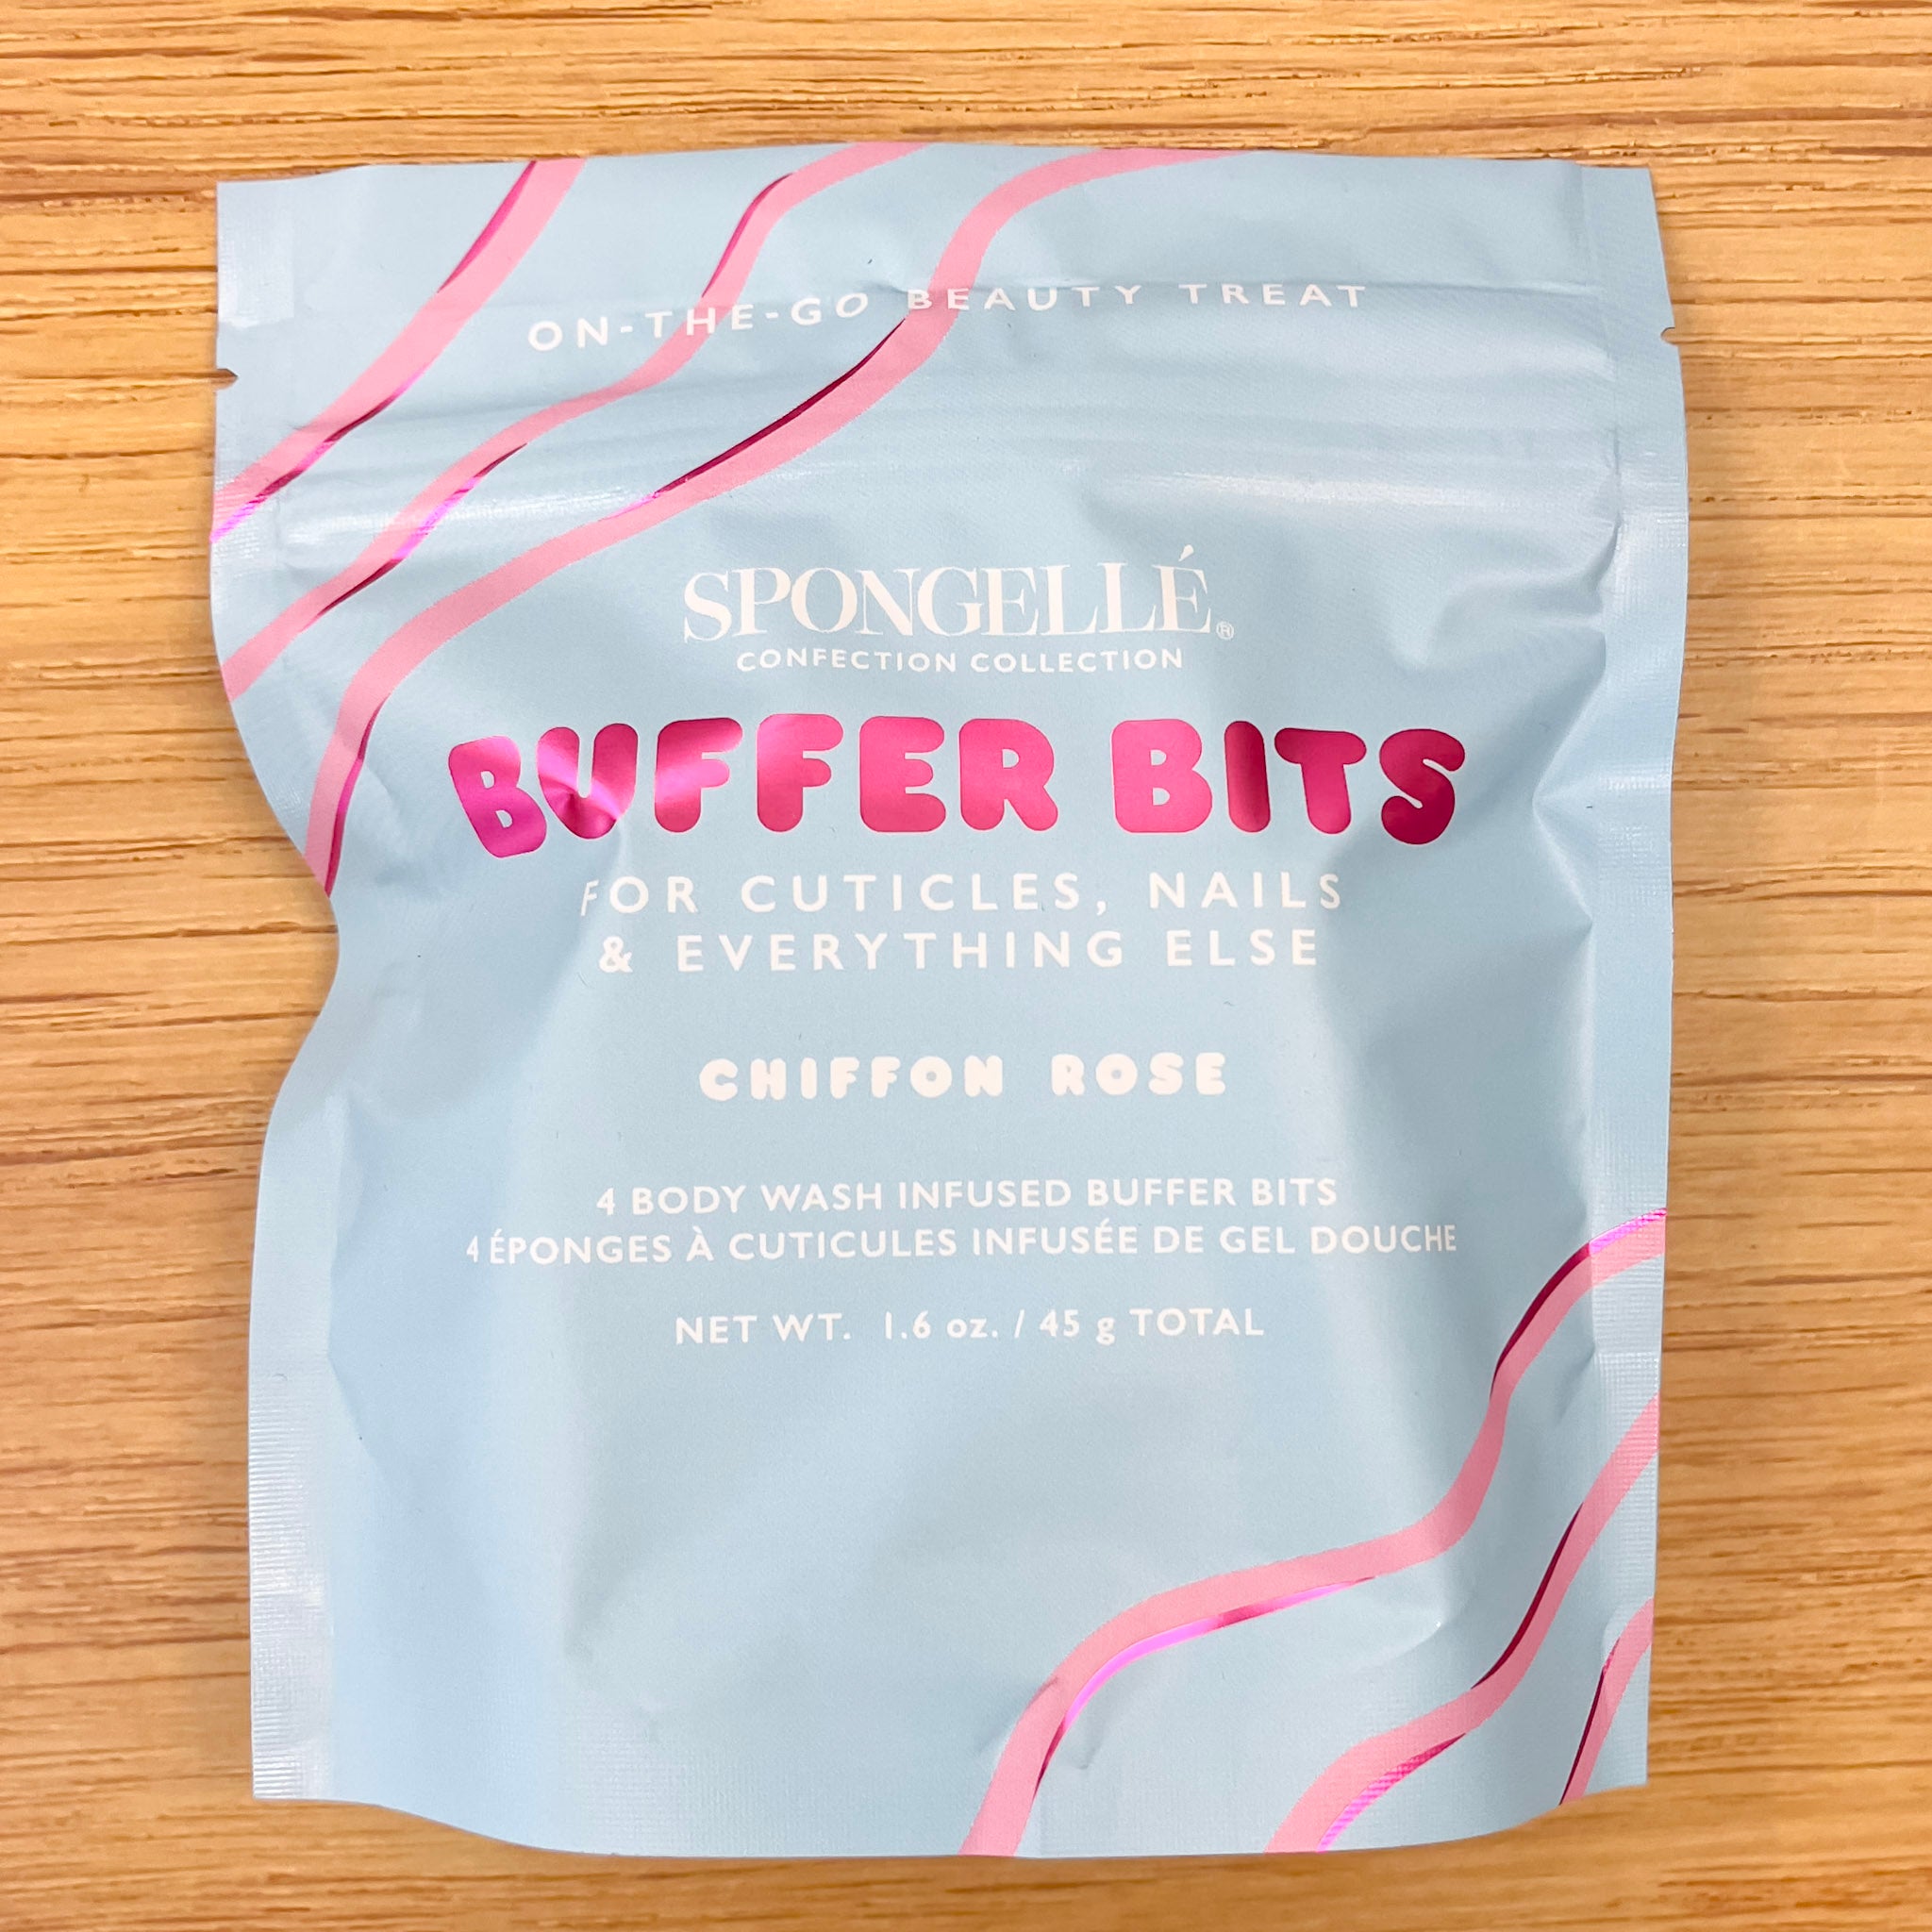 ON-THE-GO BEAUTY TREAT
SPONGELLÉ®
CONFECTION COLLECTION
BUFFER BITS
FOR CUTICLES, NAILS
& EVERYTHING ELSE
CHIFFON ROSE
4 BODY WASH INFUSED BUFFER BITS
4 ÉPONGES À CUTICULES INFUSÉE DE GEL DOUCHE
NET WT. 1.6 oz. / 45 g TOTAL